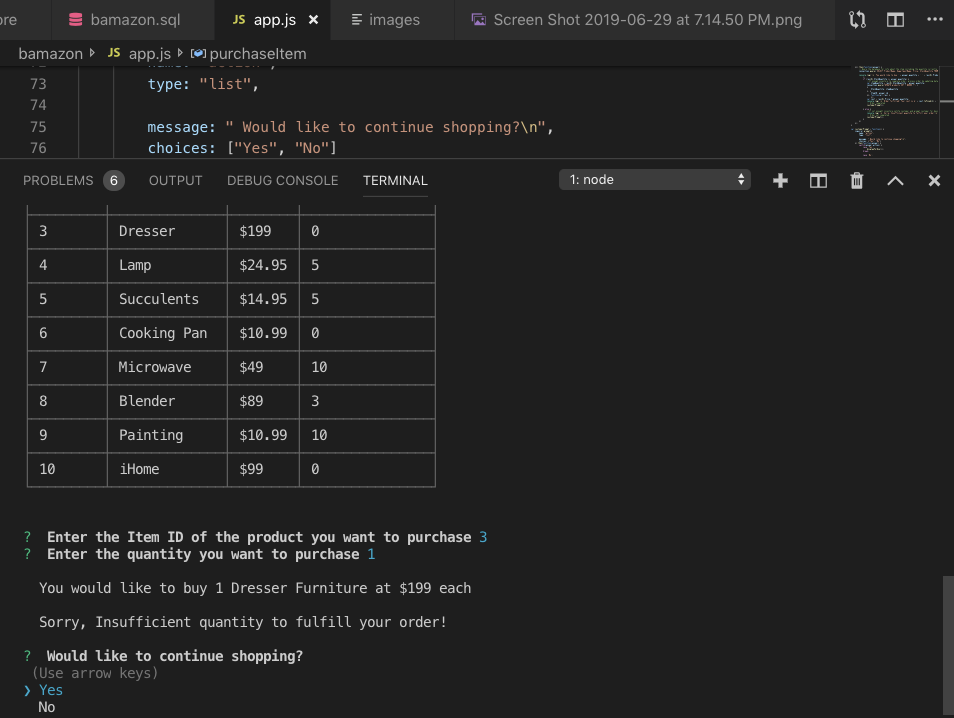 ore bamazon.sql JS app.js × images Screen Shot 2019-06-29 at 7.14.50 PM.png
bamazon JS app.js purchaseItem
73 type: "list",
74
75 message: " Would like to continue shopping?\n",
76 choices: ["Yes", "No"]
PROBLEMS 6 OUTPUT DEBUG CONSOLE TERMINAL 1: node
3 Dresser $199 0
4 Lamp $24.95 5
5 Succulents $14.95 5
6 Cooking Pan $10.99 0
7 Microwave $49 10
8 Blender $89 3
9 Painting $10.99 10
10 iHome $99 0
? Enter the Item ID of the product you want to purchase 3
? Enter the quantity you want to purchase 1
You would like to buy 1 Dresser Furniture at $199 each
Sorry, Insufficient quantity to fulfill your order!
? Would like to continue shopping?
(Use arrow keys)
❯ Yes
No